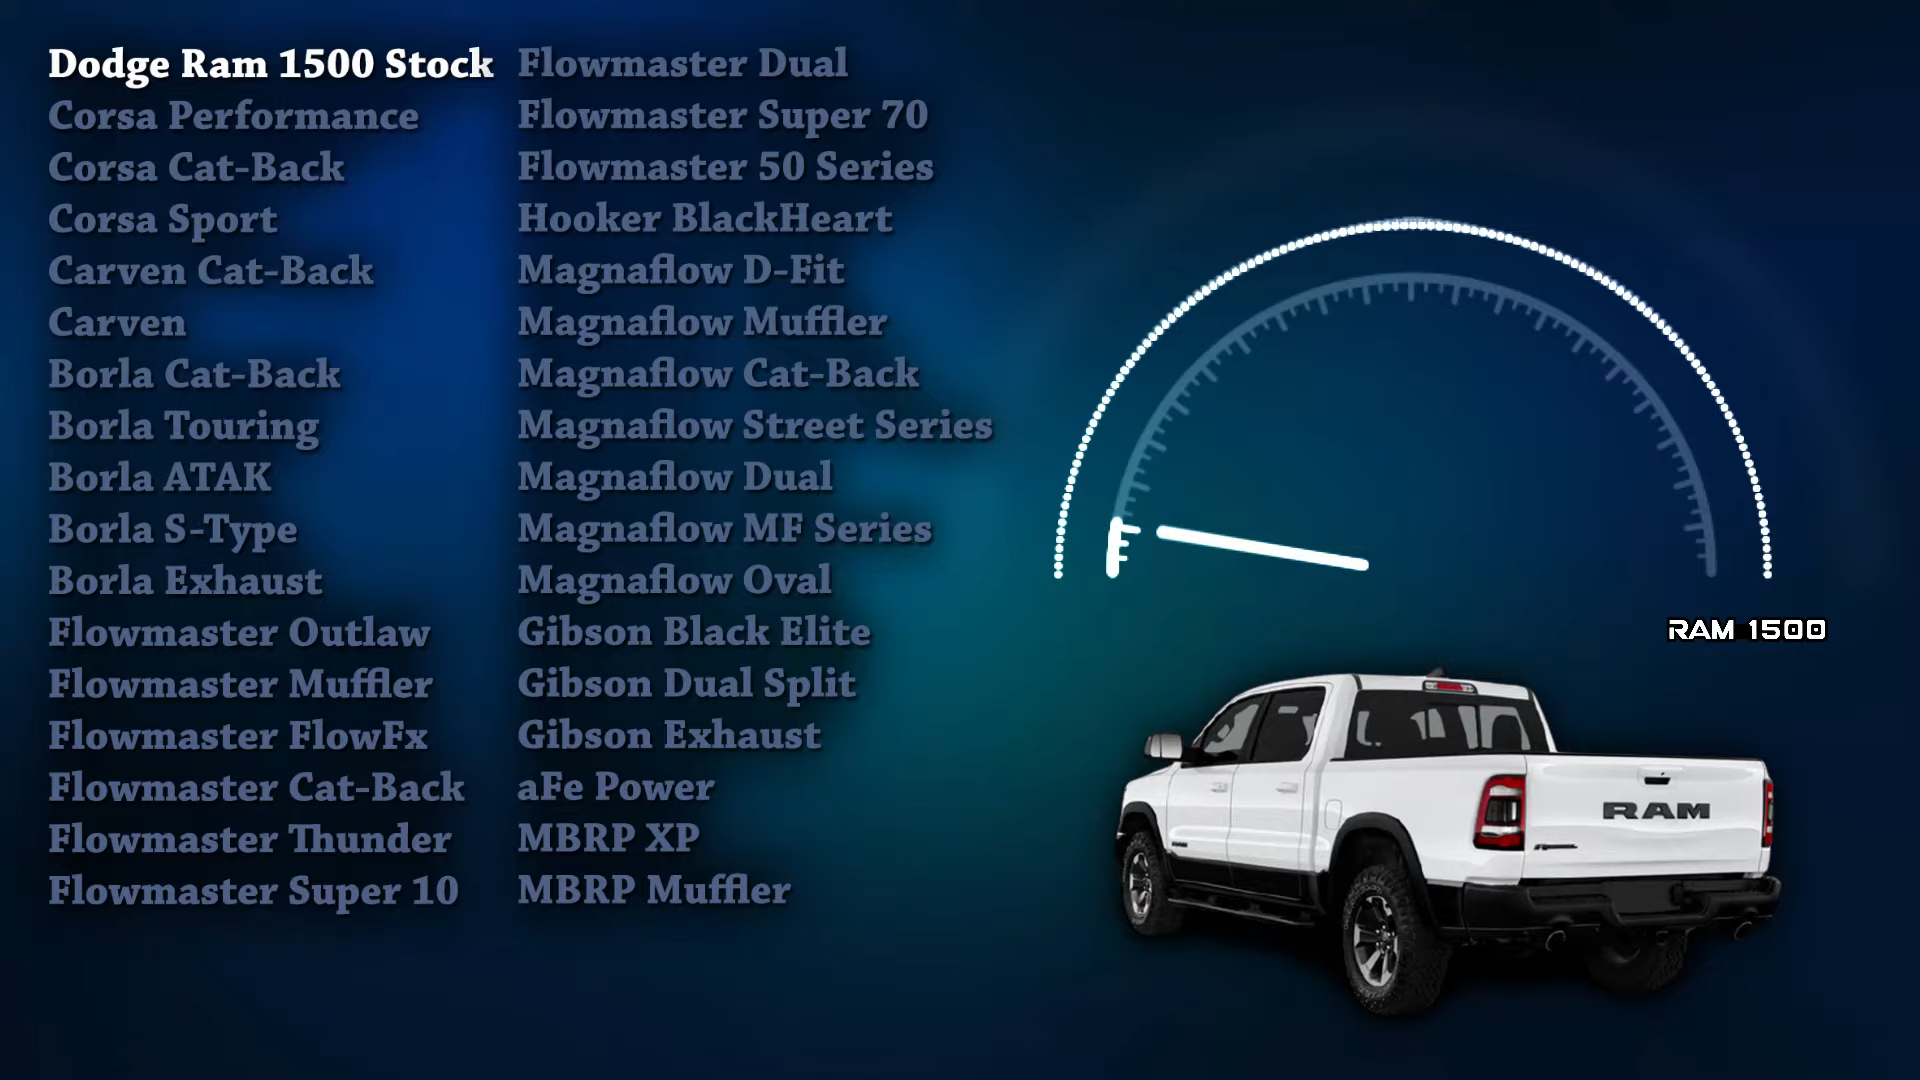 Dodge Ram 1500 Stock
Corsa Performance
Corsa Cat-Back
Corsa Sport
Carven Cat-Back
Carven
Borla Cat-Back
Borla Touring
Borla ATAK
Borla S-Type
Borla Exhaust
Flowmaster Outlaw
Flowmaster Muffler
Flowmaster FlowFx
Flowmaster Cat-Back
Flowmaster Thunder
Flowmaster Super 10
Flowmaster Dual
Flowmaster Super 70
Flowmaster 50 Series
Hooker BlackHeart
Magnaflow D-Fit
Magnaflow Muffler
Magnaflow Cat-Back
Magnaflow Street Series
Magnaflow Dual
Magnaflow MF Series
Magnaflow Oval
Gibson Black Elite
Gibson Dual Split
Gibson Exhaust
aFe Power
MBRP XP
MBRP Muffler
RAM 1500
RAM